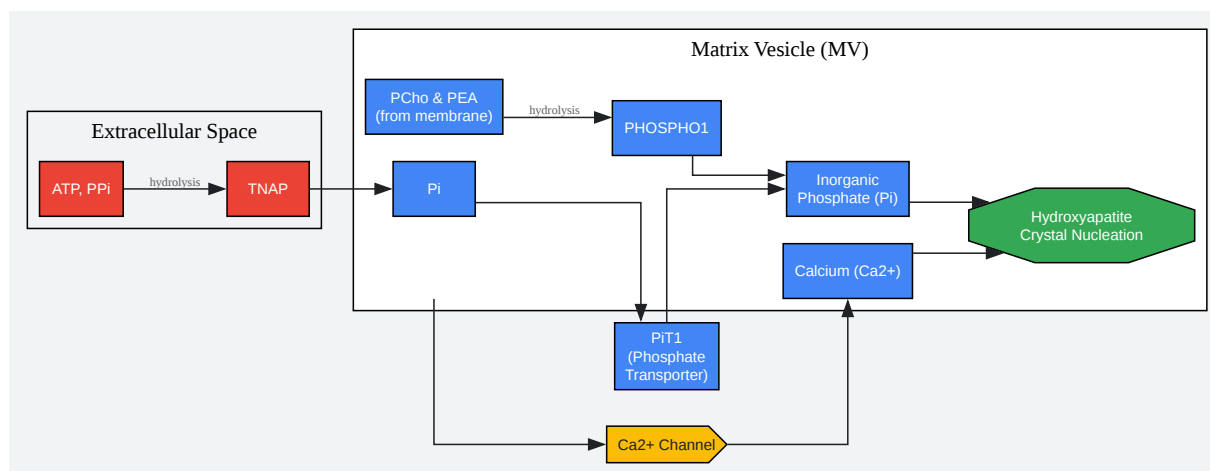 Matrix Vesicle (MV)
PCho & PEA
(from membrane)
hydrolysis
PHOSPHO1
Extracellular Space
ATP, PPi
hydrolysis
TNAP
Pi
Inorganic
Phosphate (Pi)
Hydroxyapatite
Crystal Nucleation
Calcium (Ca2+)
PiT1
(Phosphate
Transporter)
Ca2+ Channel